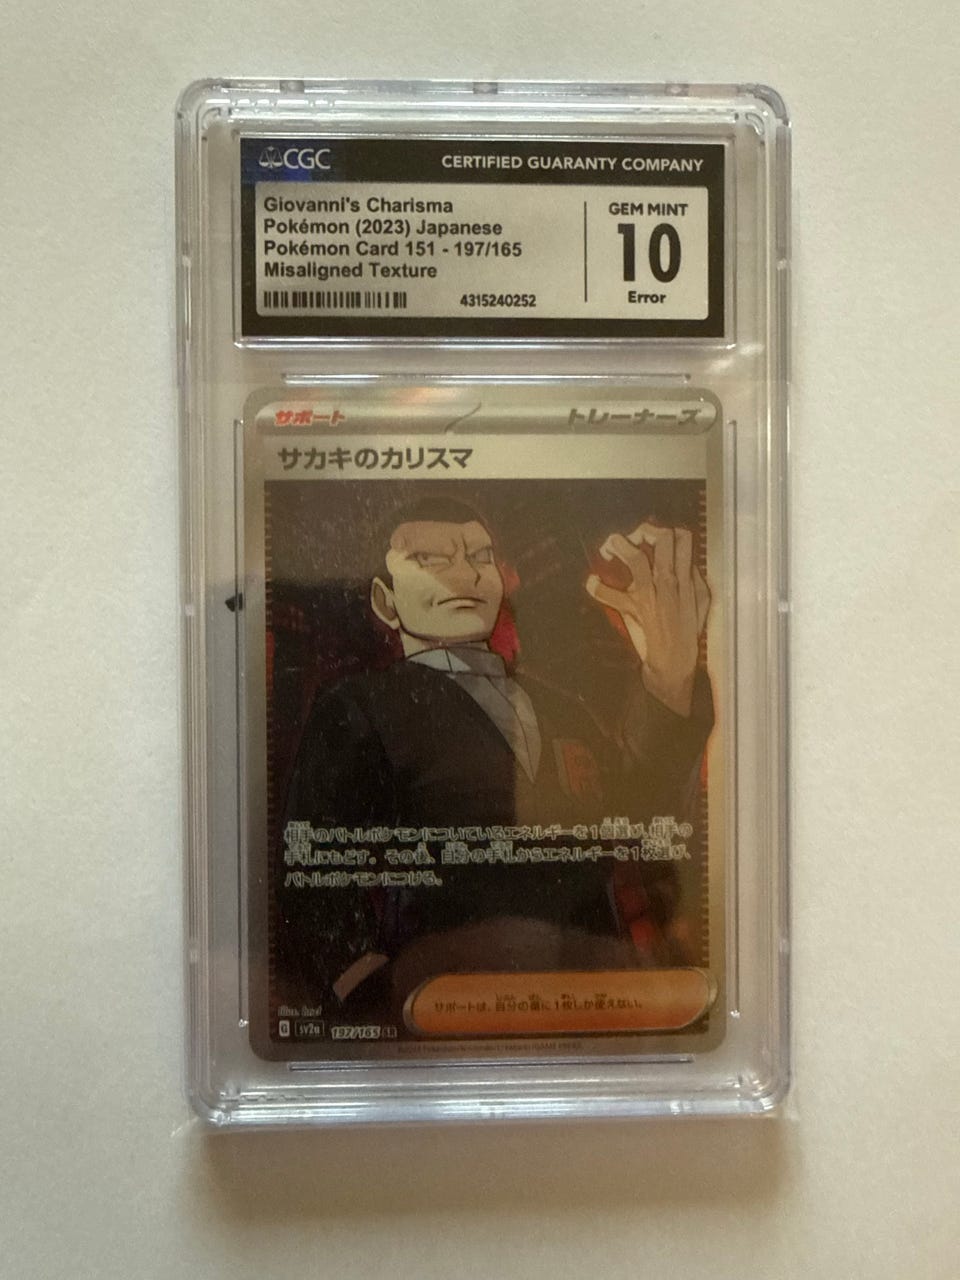 CGC CERTIFIED GUARANTY COMPANY
Giovanni's Charisma
Pokémon (2023) Japanese
Pokémon Card 151 - 197/165
Misaligned Texture
4315240252
GEM MINT
10
Error
サポート トレーナーズ
サカキのカリスマ
相手のバトルポケモンについているエネルギーを1個選び、相手の
手札にもどす。その後、自分の手札からエネルギーを1枚選び、
バトルポケモンにつける。
サポートは、自分の番に1枚しか使えない。
illus.
G sv2a 197/165 SR